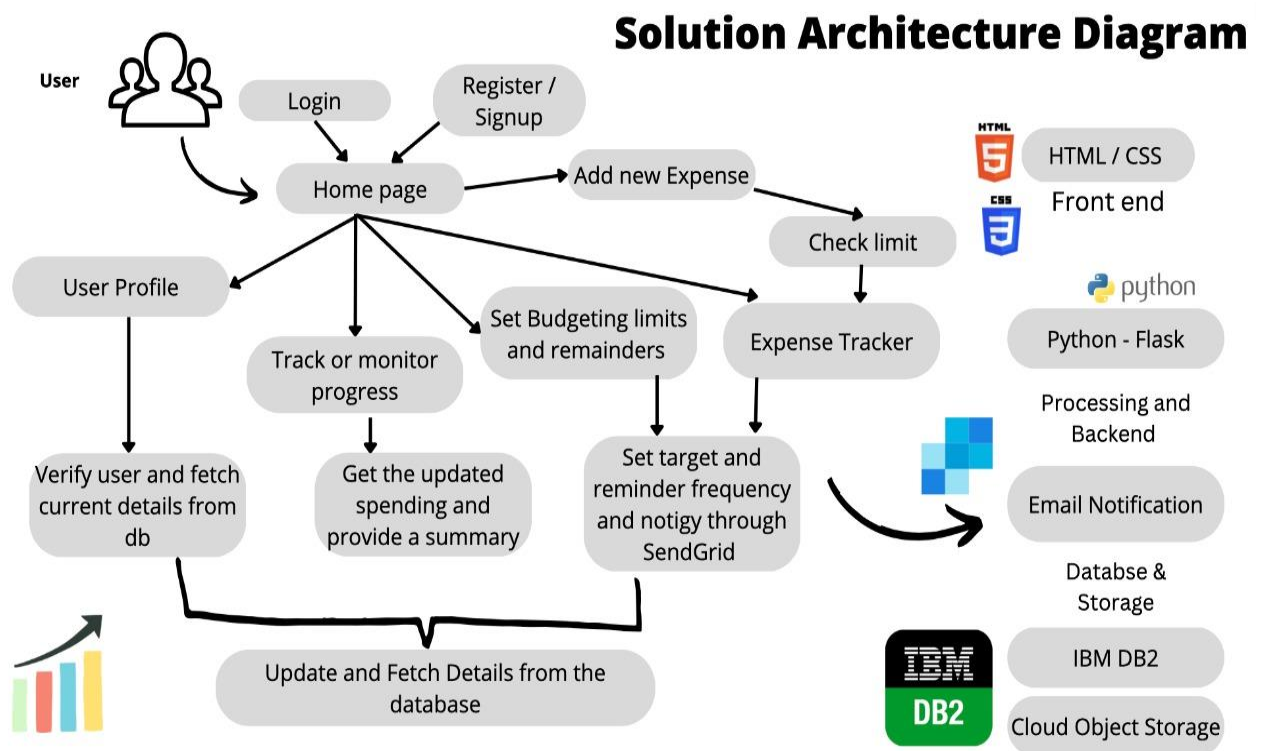 Solution Architecture Diagram
User
Login
Register /
Signup
Home page
Add new Expense
Check limit
User Profile
Track or monitor
progress
Set Budgeting limits
and remainders
Expense Tracker
Verify user and fetch
current details from
db
Get the updated
spending and
provide a summary
Set target and
reminder frequency
and notigy through
SendGrid
Update and Fetch Details from the
database
HTML
5
HTML / CSS
CSS
3
Front end
python
Python - Flask
Processing and
Backend
Email Notification
Databse &
Storage
IBM
DB2
IBM DB2
Cloud Object Storage